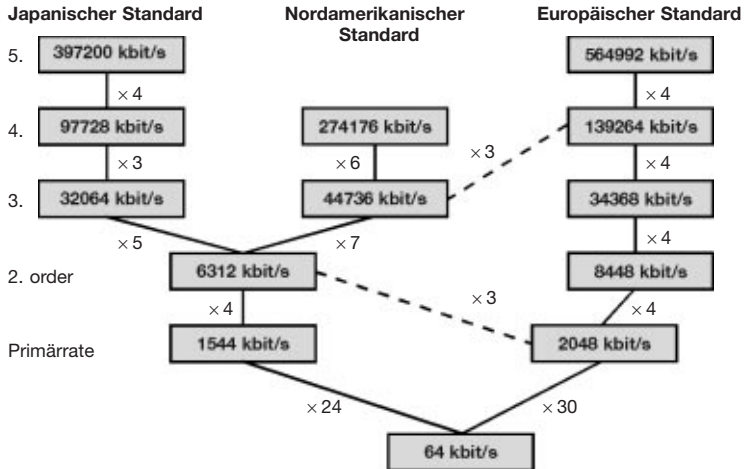 Japanischer Standard
Nordamerikanischer
Standard
Europäischer Standard
5.
397200 kbit/s
564992 kbit/s
× 4
× 4
4.
97728 kbit/s
274176 kbit/s
139264 kbit/s
× 3
× 6
× 3
× 4
3.
32064 kbit/s
44736 kbit/s
34368 kbit/s
× 5
× 7
× 4
2. order
6312 kbit/s
8448 kbit/s
× 4
× 3
× 4
Primärrate
1544 kbit/s
2048 kbit/s
× 24
× 30
64 kbit/s